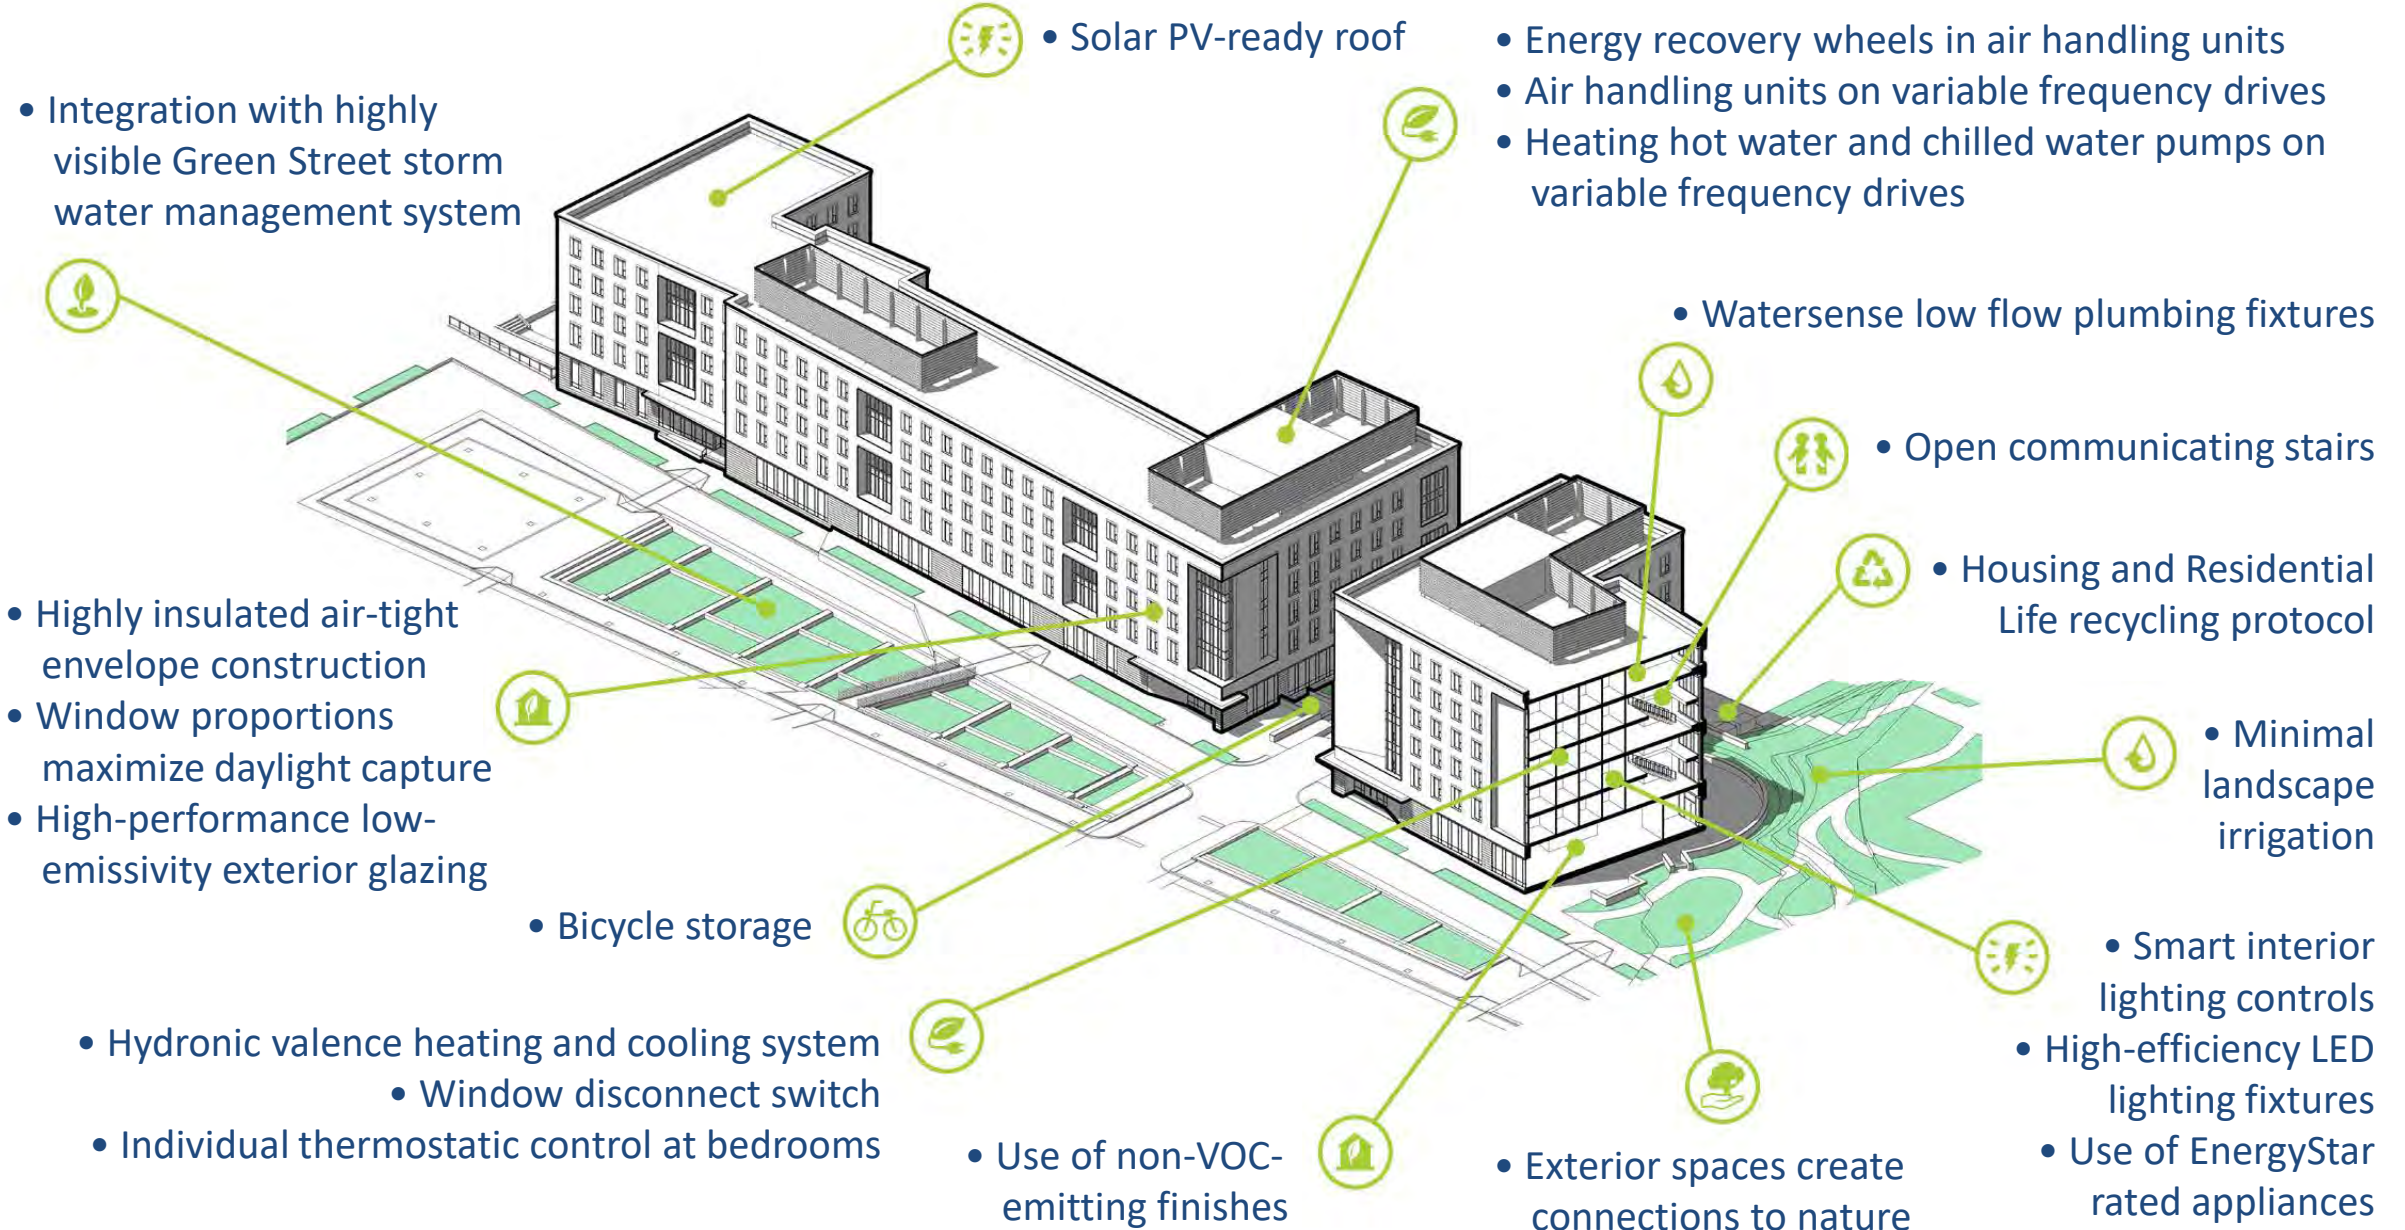 • Solar PV-ready roof
• Energy recovery wheels in air handling units
• Air handling units on variable frequency drives
• Heating hot water and chilled water pumps on
variable frequency drives
• Integration with highly
visible Green Street storm
water management system
• Watersense low flow plumbing fixtures
• Open communicating stairs
• Housing and Residential
Life recycling protocol
• Highly insulated air-tight
envelope construction
• Window proportions
maximize daylight capture
• High-performance low-
emissivity exterior glazing
• Minimal
landscape
irrigation
• Bicycle storage
• Smart interior
lighting controls
• High-efficiency LED
lighting fixtures
• Use of EnergyStar
rated appliances
• Hydronic valence heating and cooling system
• Window disconnect switch
• Individual thermostatic control at bedrooms
• Use of non-VOC-
emitting finishes
• Exterior spaces create
connections to nature